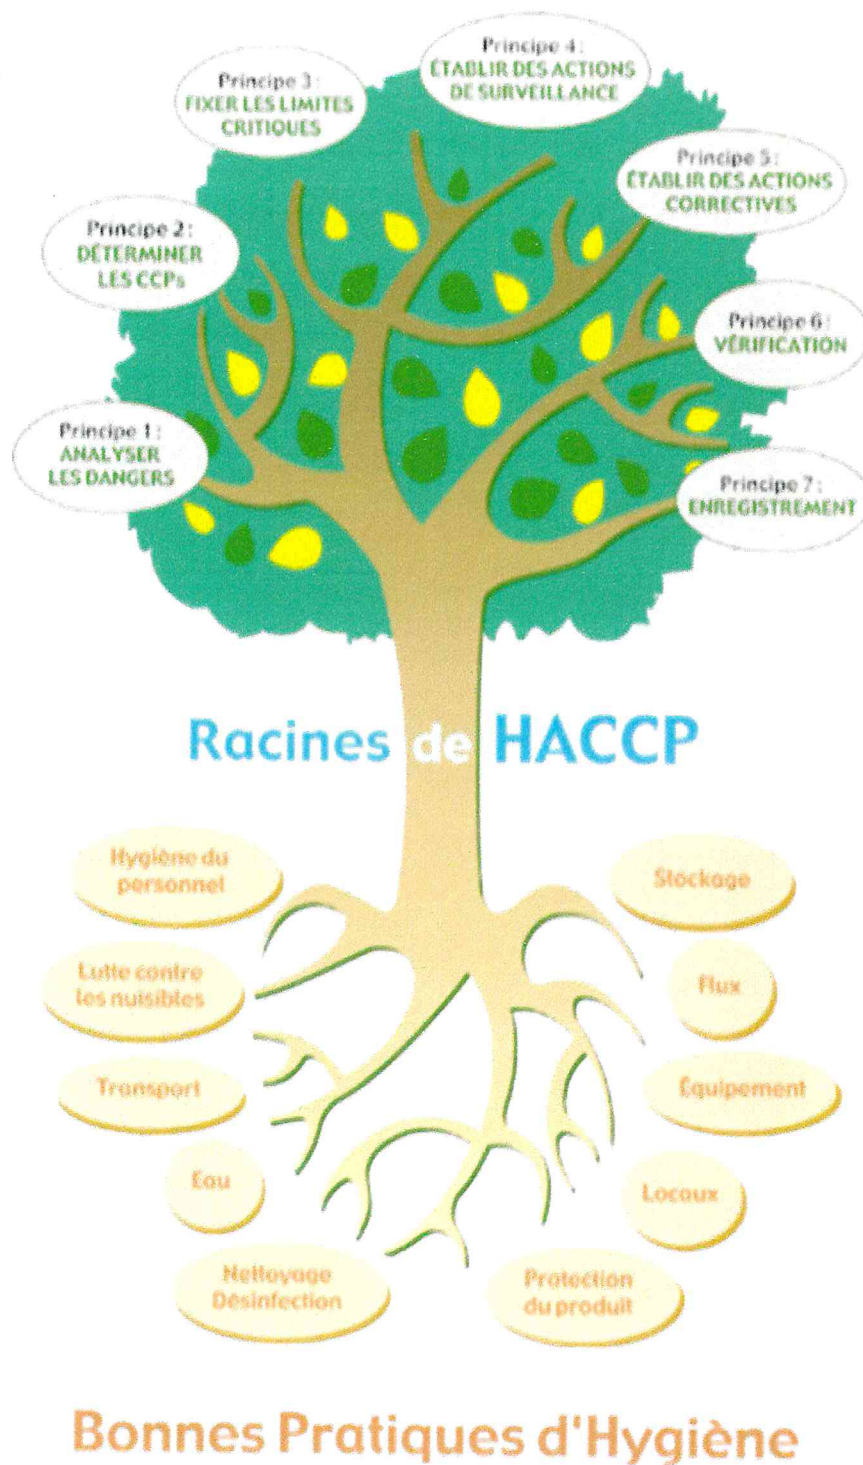 Principe 4 :
ÉTABLIR DES ACTIONS
DE SURVEILLANCE
Principe 3 :
FIXER LES LIMITES
CRITIQUES
Principe 5 :
ÉTABLIR DES ACTIONS
CORRECTIVES
Principe 2 :
DÉTERMINER
LES CCPs
Principe 6 :
VÉRIFICATION
Principe 1 :
ANALYSER
LES DANGERS
Principe 7 :
ENREGISTREMENT
Racines de HACCP
Hygiène du
personnel
Stockage
Lutte contre
les nuisibles
Flux
Transport
Équipement
Eau
Locaux
Nettoyage
Désinfection
Protection
du produit
Bonnes Pratiques d'Hygiène